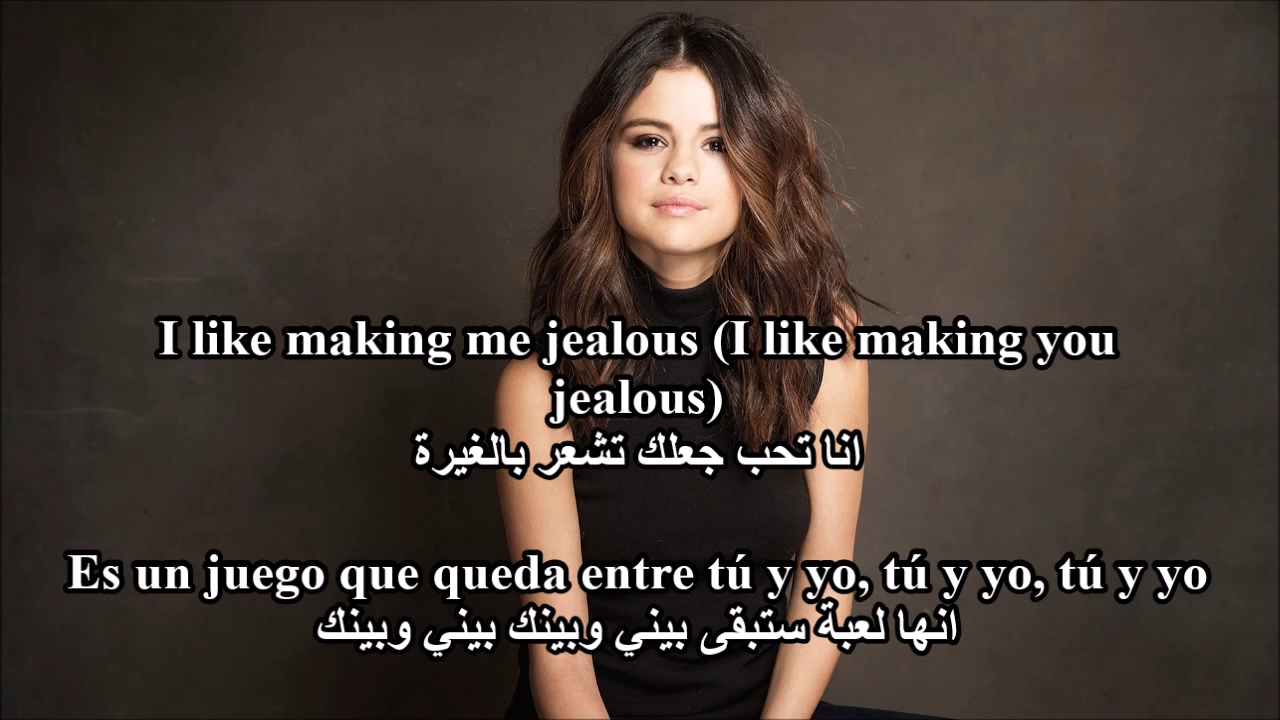 I like making me jealous (I like making you
jealous)
انا تحب جعلك تشعر بالغيرة
Es un juego que queda entre tú y yo, tú y yo, tú y yo
انها لعبة ستبقى بيني وبينك بيني وبينك